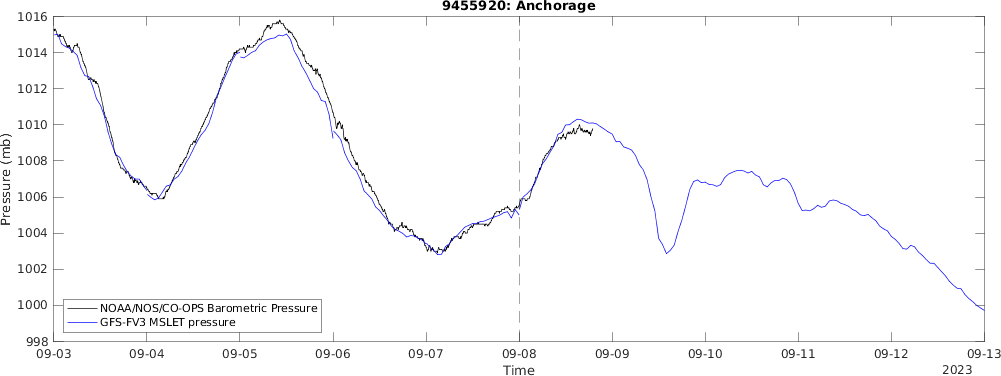 9455920: Anchorage
Pressure (mb)
1016
1014
1012
1010
1008
1006
1004
1002
1000
998
NOAA/NOS/CO-OPS Barometric Pressure
GFS-FV3 MSLET pressure
09-03 09-04 09-05 09-06 09-07 09-08 09-09 09-10 09-11 09-12 09-13
Time
2023